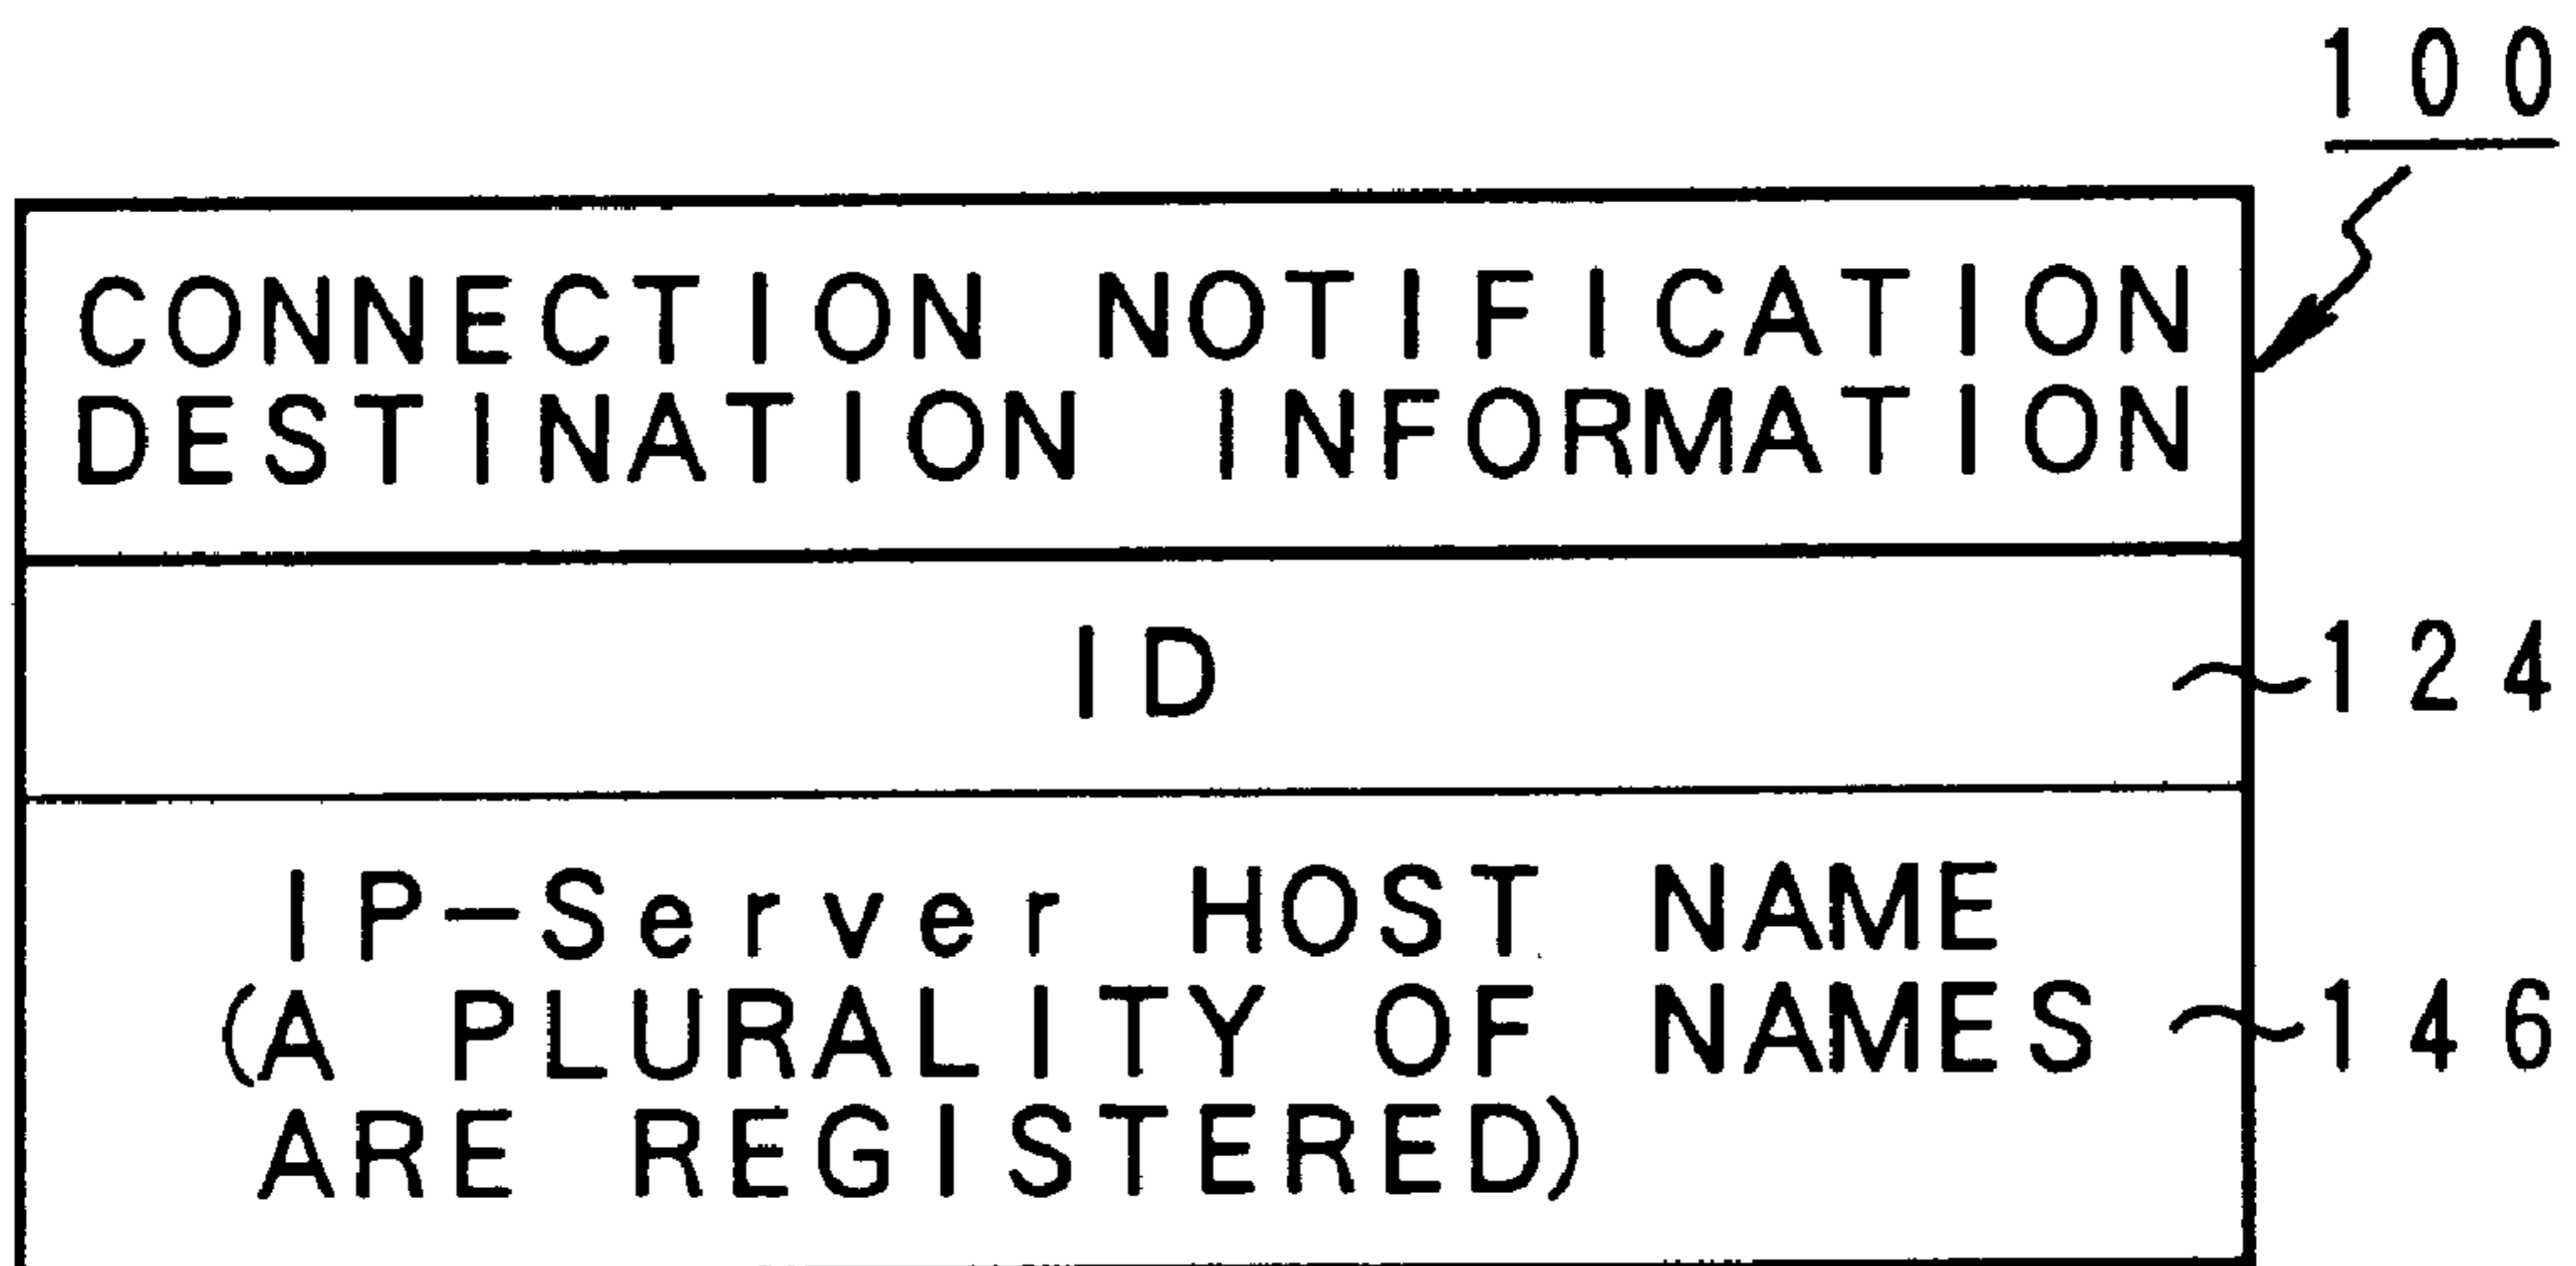 100
CONNECTION NOTIFICATION
DESTINATION INFORMATION
ID
124
IP-Server HOST NAME
(A PLURALITY OF NAMES
146
ARE REGISTERED)